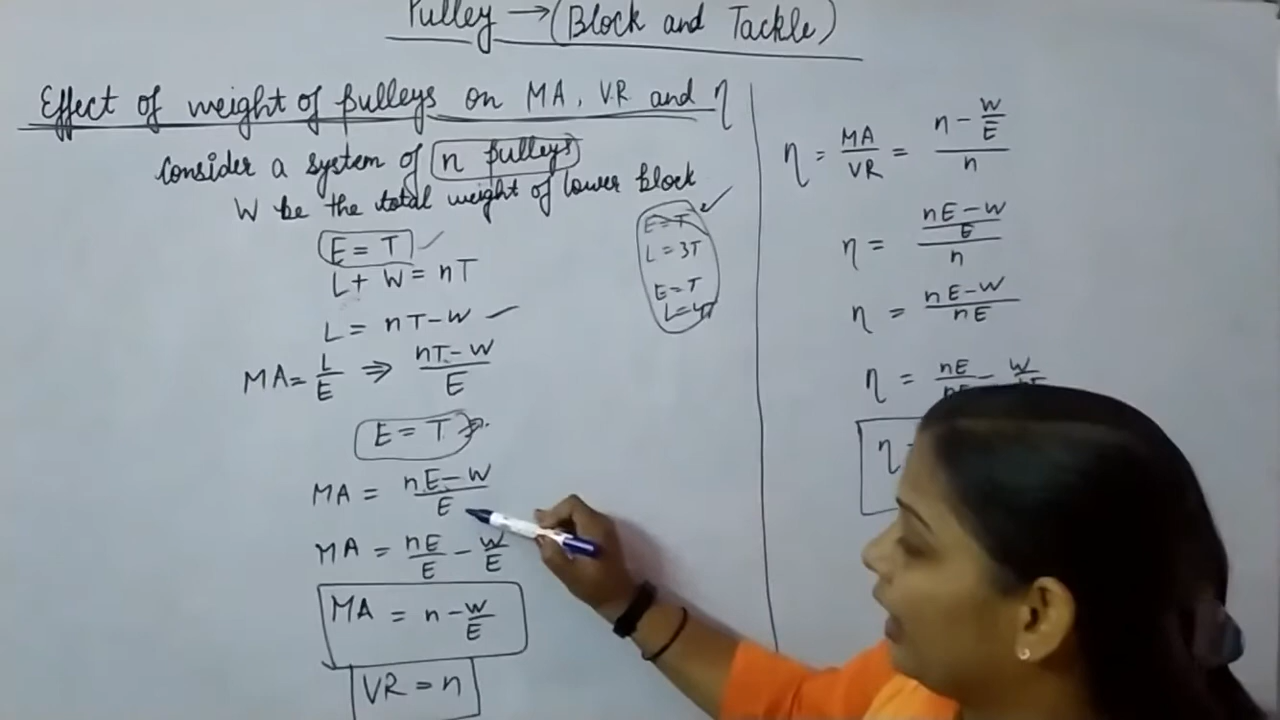 Pulley → (Block and Tackle)
Effect of weight of pulleys on MA, V.R and η
Consider a system of n pulleys
W be the total weight of lower block
E = T
L + W = nT
L = nT - W
MA = L/E ⇒ nT - W/E
E = T
MA = nE - W/E
MA = nE/E - W/E
MA = n - W/E
VR = n
E = T
L = 3T
E = T
L = 4T
η = MA/VR = n - W/E/n
η = nE - W/E/n
η = nE - W/nE
η = nE/nE - W/nE
η